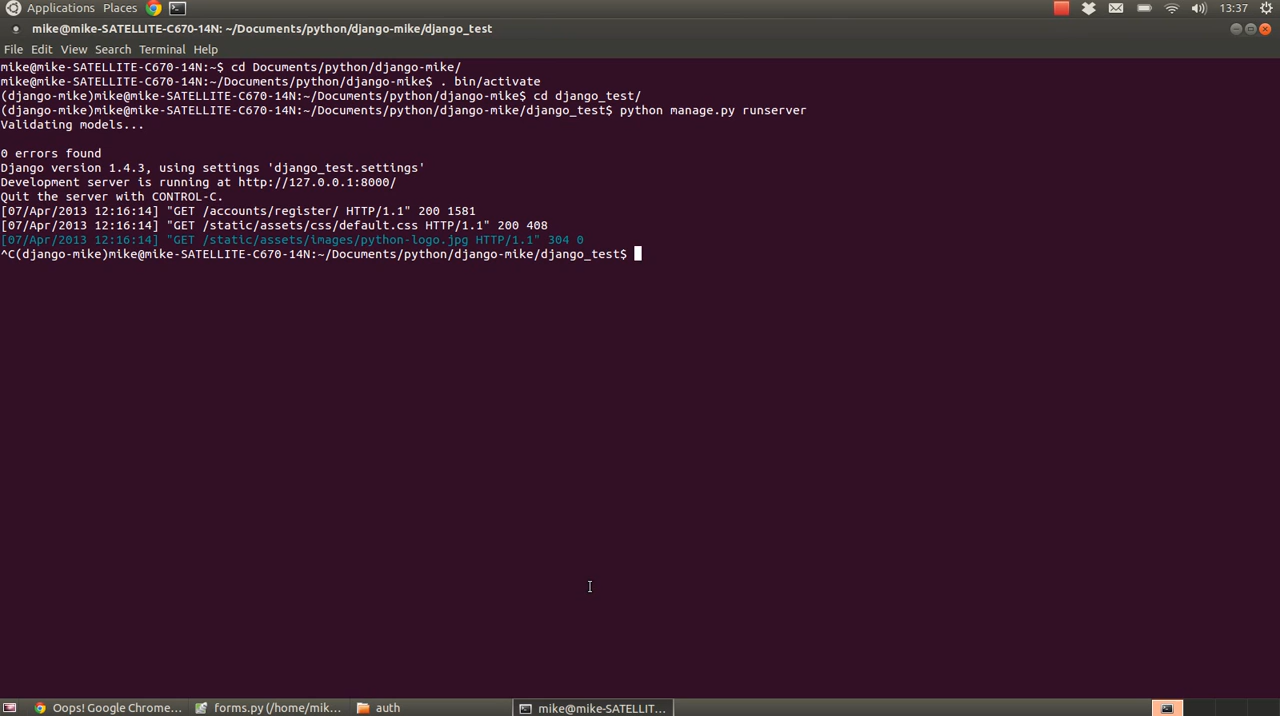 Applications Places 13:37
mike@mike-SATELLITE-C670-14N: ~/Documents/python/django-mike/django_test
File Edit View Search Terminal Help
mike@mike-SATELLITE-C670-14N:~$ cd Documents/python/django-mike/
mike@mike-SATELLITE-C670-14N:~/Documents/python/django-mike$ . bin/activate
(django-mike)mike@mike-SATELLITE-C670-14N:~/Documents/python/django-mike$ cd django_test/
(django-mike)mike@mike-SATELLITE-C670-14N:~/Documents/python/django-mike/django_test$ python manage.py runserver
Validating models...
0 errors found
Django version 1.4.3, using settings 'django_test.settings'
Development server is running at http://127.0.0.1:8000/
Quit the server with CONTROL-C.
[07/Apr/2013 12:16:14] "GET /accounts/register/ HTTP/1.1" 200 1581
[07/Apr/2013 12:16:14] "GET /static/assets/css/default.css HTTP/1.1" 200 408
[07/Apr/2013 12:16:14] "GET /static/assets/images/python-logo.jpg HTTP/1.1" 304 0
^C(django-mike)mike@mike-SATELLITE-C670-14N:~/Documents/python/django-mike/django_test$
Oops! Google Chrome... forms.py (/home/mik... auth mike@mike-SATELLIT...